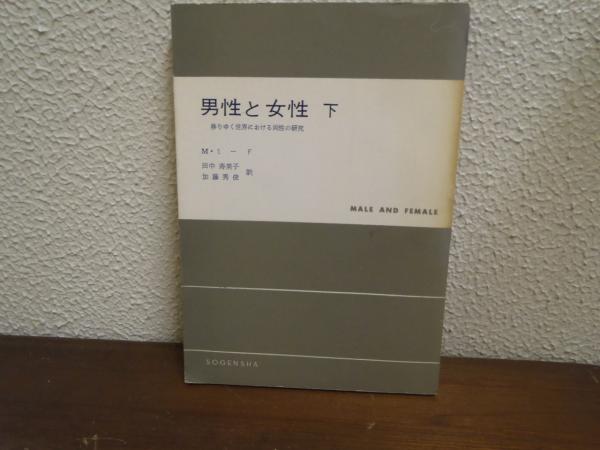 男性と女性 下
移りゆく世界における両性の研究
M・ミード
田中寿美子
加藤秀俊 訳
MALE AND FEMALE
SOGENSHA